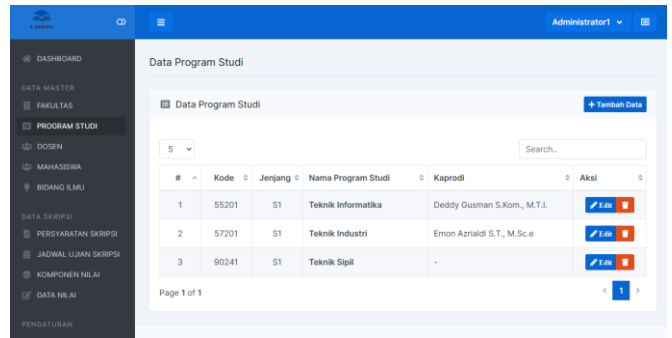 E-SKRIPSI
Administrator1
DASHBOARD
DATA MASTER
FAKULTAS
PROGRAM STUDI
DOSEN
MAHASISWA
BIDANG ILMU
DATA SKRIPSI
PERSYARATAN SKRIPSI
JADWAL UJIAN SKRIPSI
KOMPONEN NILAI
DATA NILAI
PENGATURAN
Data Program Studi
Data Program Studi
+ Tambah Data
5
Search..
# Kode Jenjang Nama Program Studi Kaprodi Aksi
1 55201 S1 Teknik Informatika Deddy Gusman S.Kom., M.T.I. Edit
2 57201 S1 Teknik Industri Emon Azrialdi S.T., M.Sc.e Edit
3 90241 S1 Teknik Sipil - Edit
Page 1 of 1
< 1 >